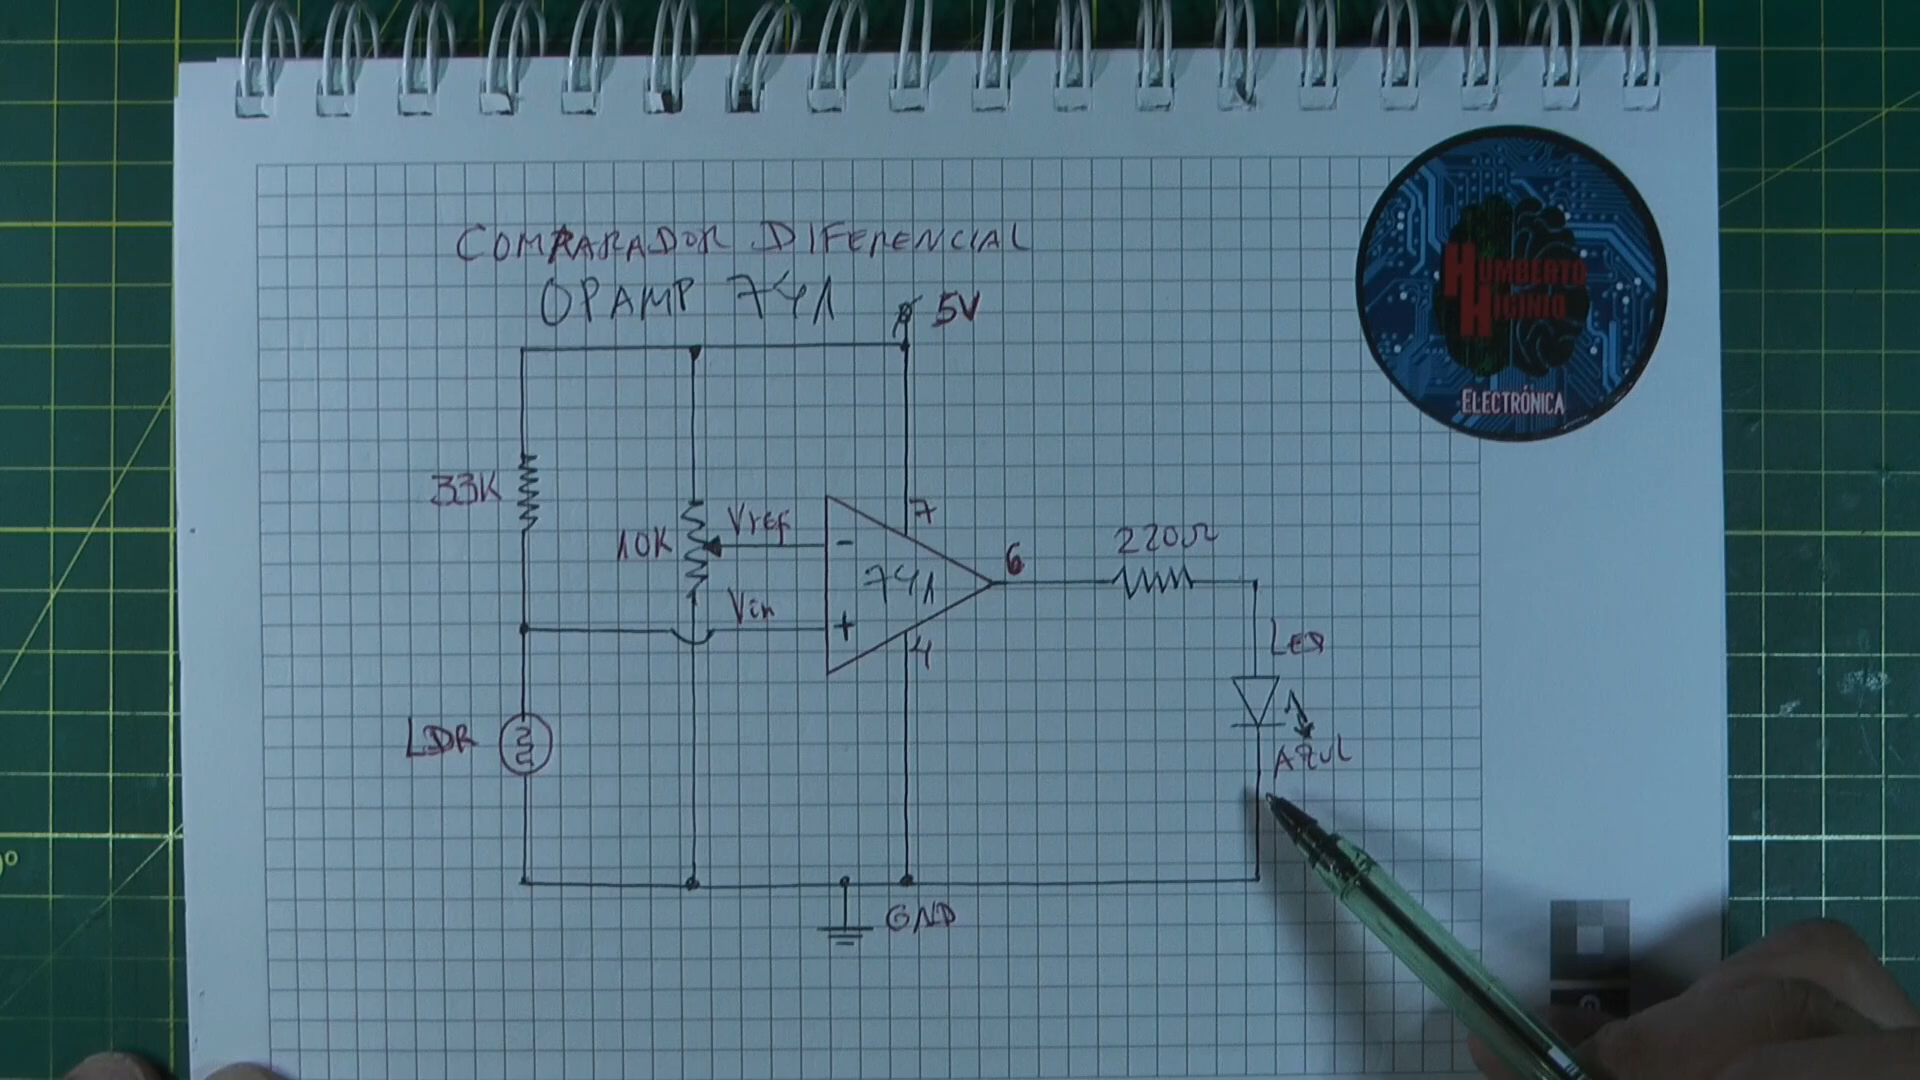 COMPARADOR DIFERENCIAL
OPAMP 741
5V
33K
10K
Vref
Vin
-
+
741
7
4
6
220Ω
LED
AZUL
LDR
GND
HUMBERTO
HIGINIO
ELECTRÓNICA
0°